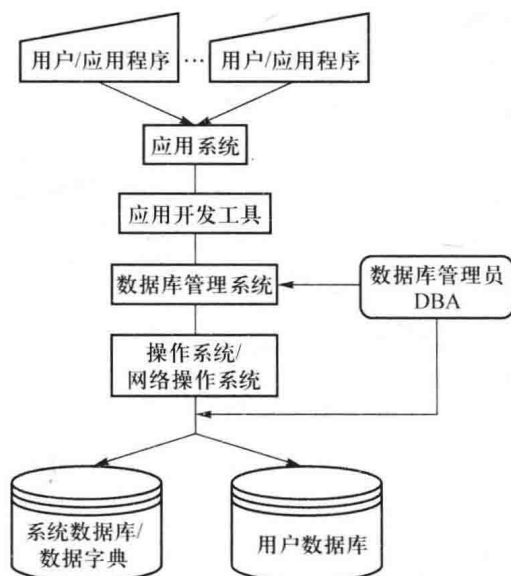 用户/应用程序 … 用户/应用程序
应用系统
应用开发工具
数据库管理系统
数据库管理员
DBA
操作系统/
网络操作系统
系统数据库/
数据字典
用户数据库